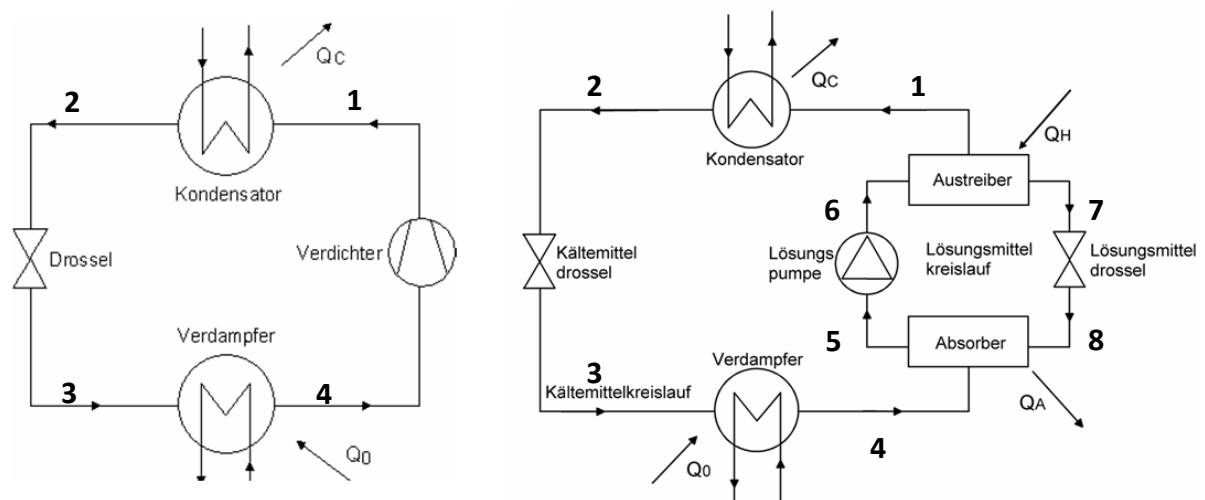 Qc
2
1
Kondensator
Drossel
Verdichter
Verdampfer
3
4
Q0
Qc
2
1
Kondensator
QH
Austreiber
6
7
Kältemittel
drossel
Lösungs
pumpe
Lösungsmittel
kreislauf
Lösungsmittel
drossel
5
8
Absorber
Verdampfer
3
Kältemittelkreislauf
QA
4
Q0